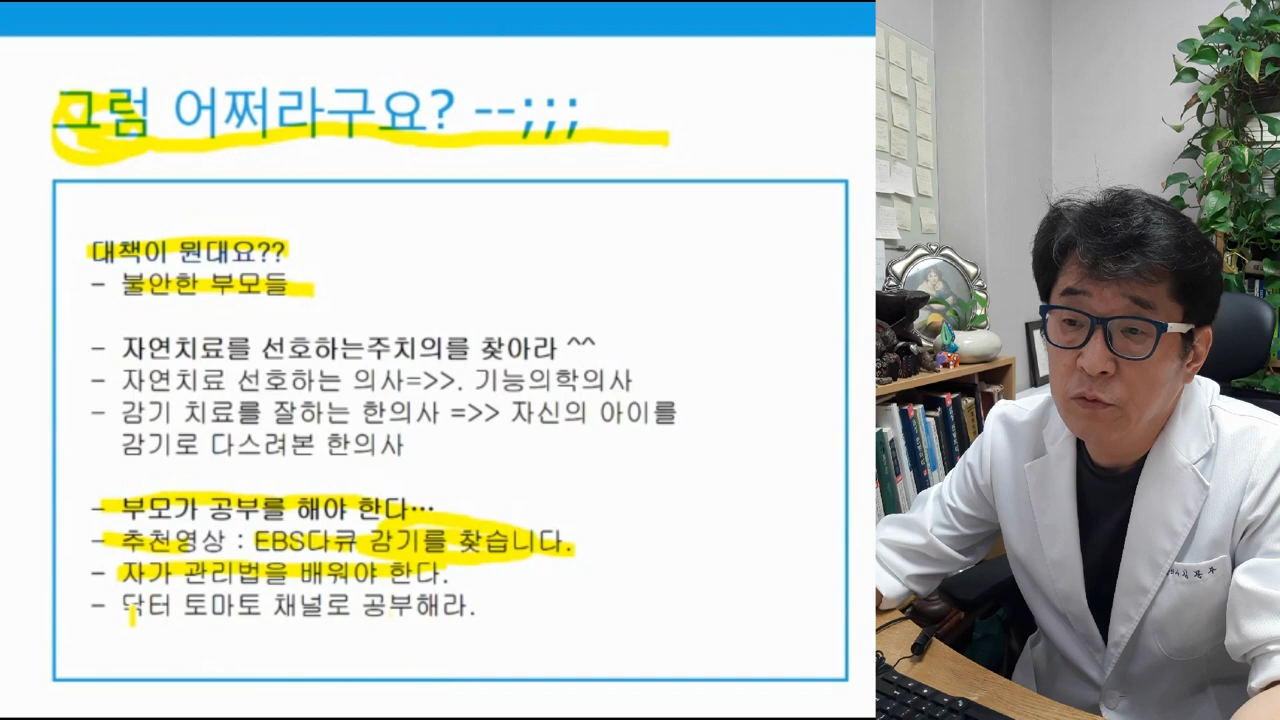 그럼 어쩌라구요? --;;;
대책이 뭔대요??
- 불안한 부모들
- 자연치료를 선호하는주치의를 찾아라 ^^
- 자연치료 선호하는 의사=>>. 기능의학의사
- 감기 치료를 잘하는 한의사 =>> 자신의 아이를
감기로 다스려본 한의사
- 부모가 공부를 해야 한다…
- 추천영상 : EBS다큐 감기를 찾습니다.
- 자가 관리법을 배워야 한다.
- 닥터 토마토 채널로 공부해라.